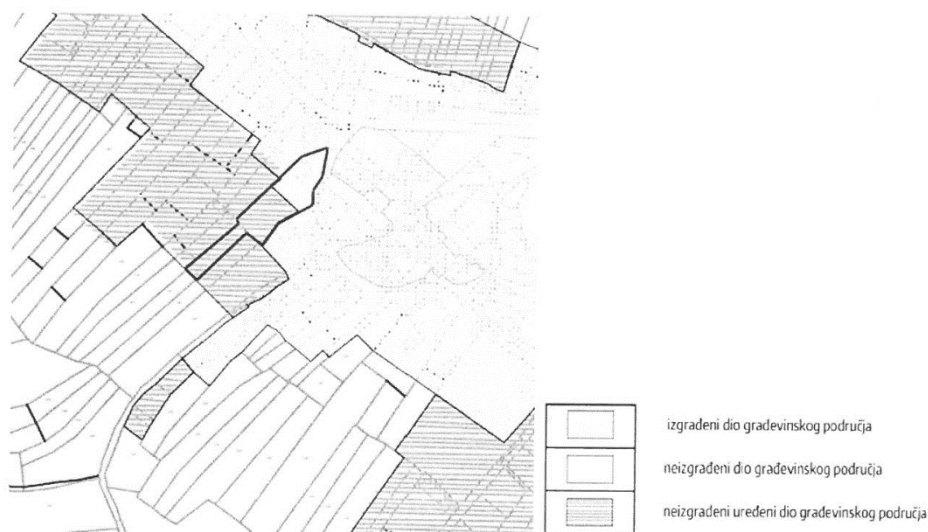 izgrađeni dio građevinskog područja
neizgrađeni dio građevinskog područja
neizgrađeni uređeni dio građevinskog područja